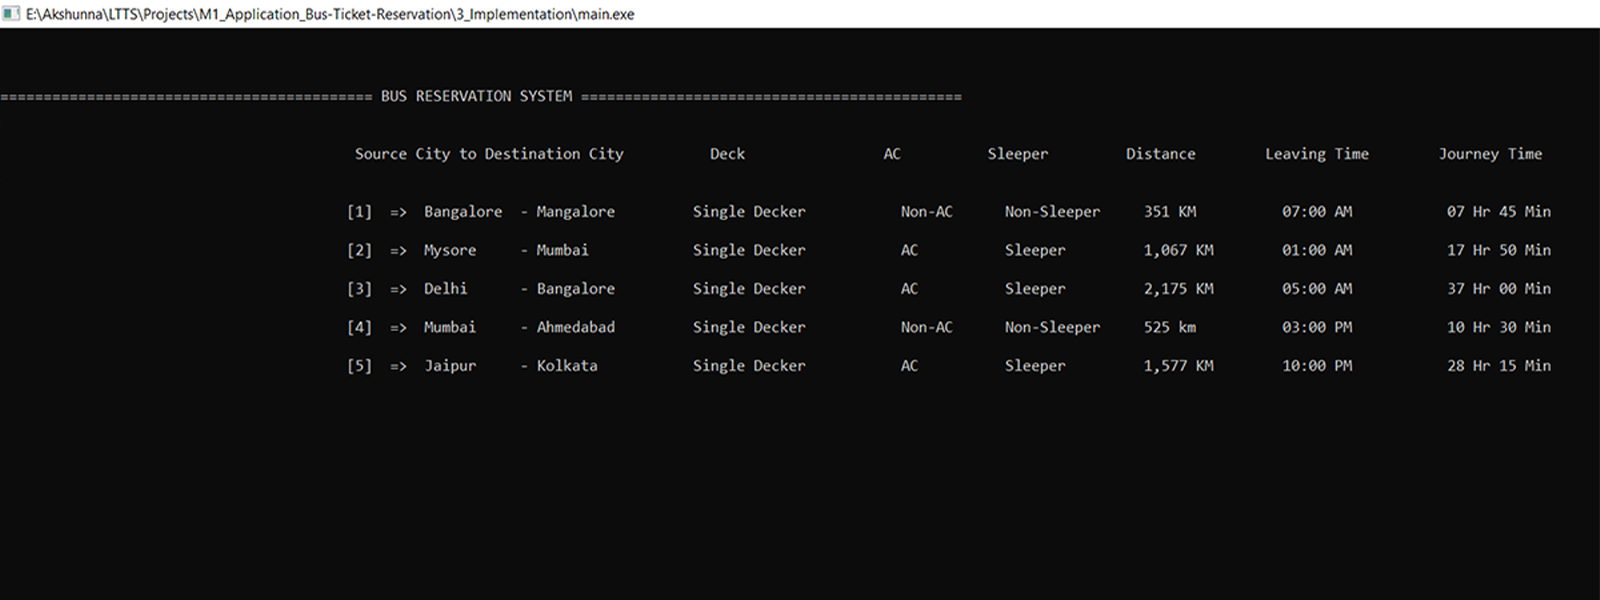 E:\Akshunna\LTTS\Projects\M1_Application_Bus-Ticket-Reservation\3_Implementation\main.exe
=========================================== BUS RESERVATION SYSTEM ============================================
Source City to Destination City Deck AC Sleeper Distance Leaving Time Journey Time
[1] => Bangalore - Mangalore Single Decker Non-AC Non-Sleeper 351 KM 07:00 AM 07 Hr 45 Min
[2] => Mysore - Mumbai Single Decker AC Sleeper 1,067 KM 01:00 AM 17 Hr 50 Min
[3] => Delhi - Bangalore Single Decker AC Sleeper 2,175 KM 05:00 AM 37 Hr 00 Min
[4] => Mumbai - Ahmedabad Single Decker Non-AC Non-Sleeper 525 km 03:00 PM 10 Hr 30 Min
[5] => Jaipur - Kolkata Single Decker AC Sleeper 1,577 KM 10:00 PM 28 Hr 15 Min